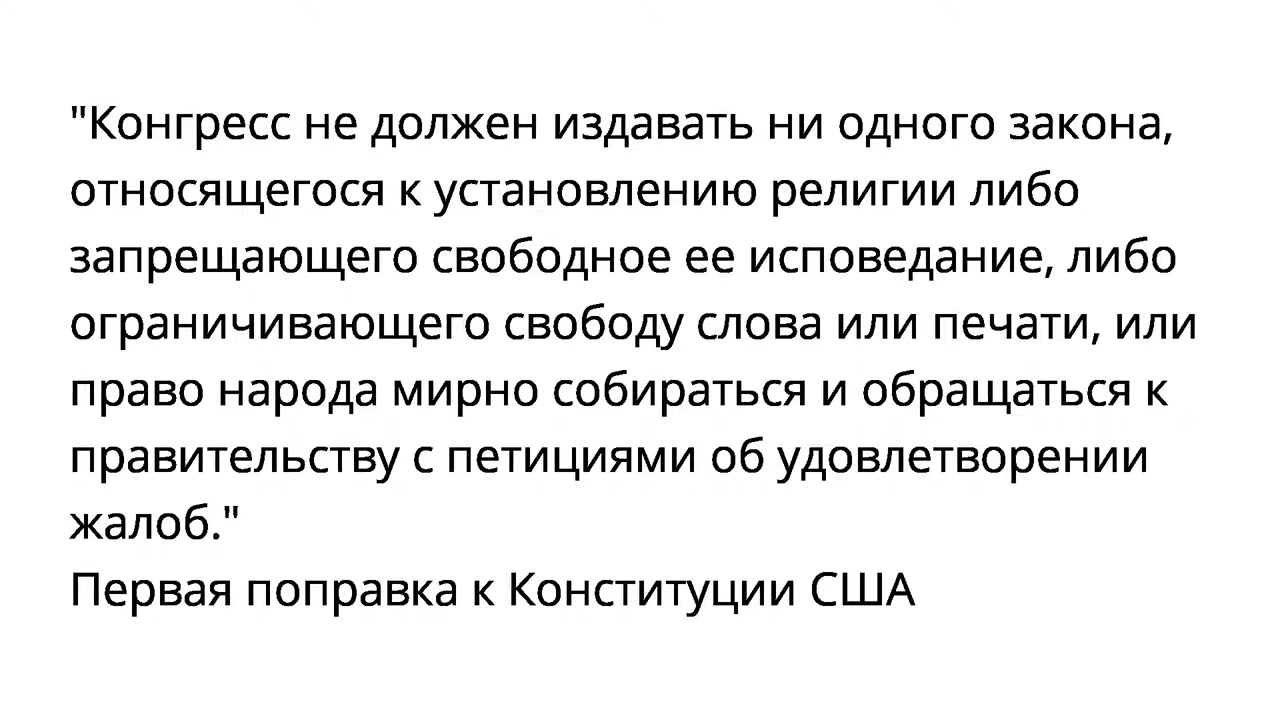 "Конгресс не должен издавать ни одного закона,
относящегося к установлению религии либо
запрещающего свободное ее исповедание, либо
ограничивающего свободу слова или печати, или
право народа мирно собираться и обращаться к
правительству с петициями об удовлетворении
жалоб."
Первая поправка к Конституции США